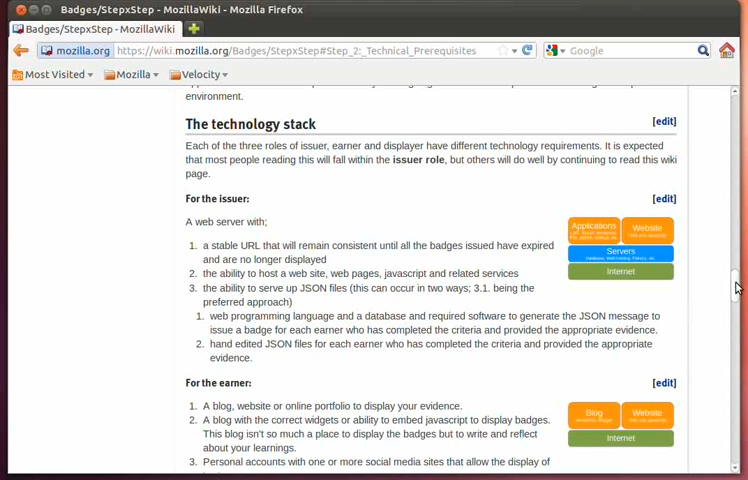 Badges/StepxStep - MozillaWiki - Mozilla Firefox
Badges/StepxStep - MozillaWiki
mozilla.org https://wiki.mozilla.org/Badges/StepxStep#Step_2:_Technical_Prerequisites Google
Most Visited Mozilla Velocity
environment.
The technology stack [edit]
Each of the three roles of issuer, earner and displayer have different technology requirements. It is expected
that most people reading this will fall within the issuer role, but others will do well by continuing to read this wiki
page.
For the issuer: [edit]
A web server with;
1. a stable URL that will remain consistent until all the badges issued have expired
and are no longer displayed
2. the ability to host a web site, web pages, javascript and related services
3. the ability to serve up JSON files (this can occur in two ways; 3.1. being the
preferred approach)
1. web programming language and a database and required software to generate the JSON message to
issue a badge for each earner who has completed the criteria and provided the appropriate evidence.
2. hand edited JSON files for each earner who has completed the criteria and provided the appropriate
evidence.
Applications Website
Servers
Internet
For the earner: [edit]
1. A blog, website or online portfolio to display your evidence.
2. A blog with the correct widgets or ability to embed javascript to display badges.
This blog isn't so much a place to display the badges but to write and reflect
about your learnings.
3. Personal accounts with one or more social media sites that allow the display of
Blog Website
Internet